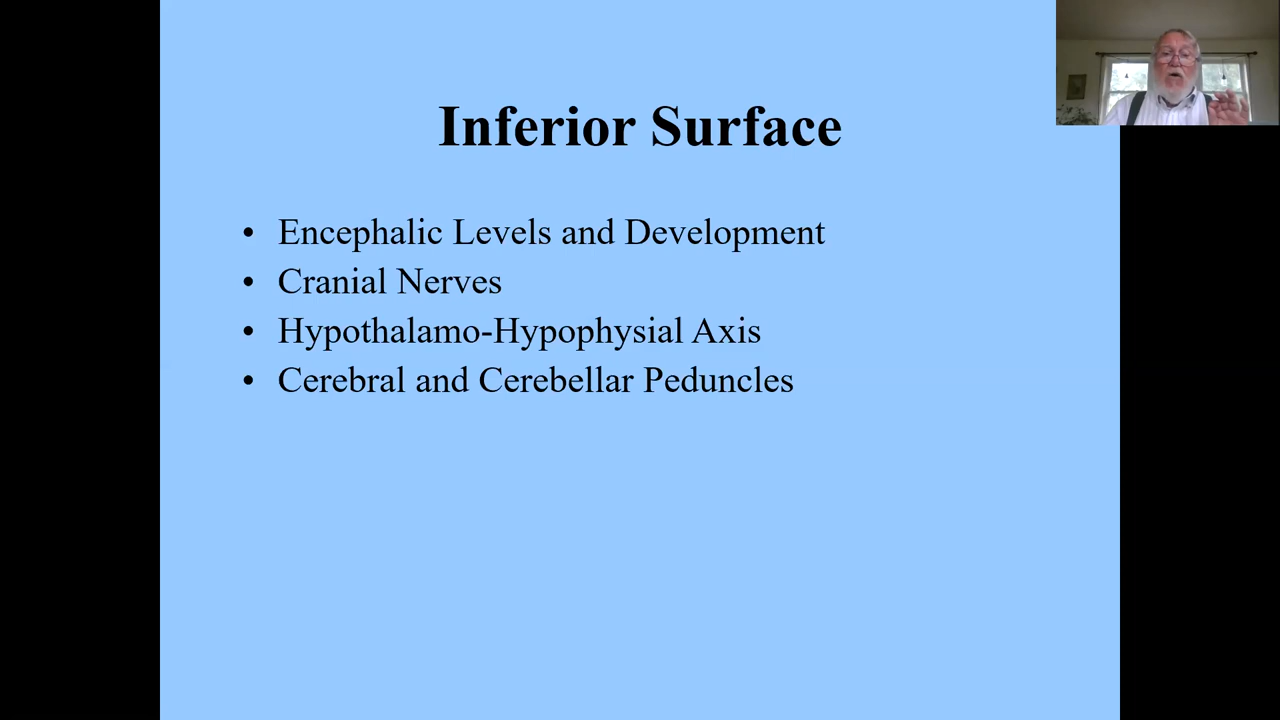 Inferior Surface
• Encephalic Levels and Development
• Cranial Nerves
• Hypothalamo-Hypophysial Axis
• Cerebral and Cerebellar Peduncles